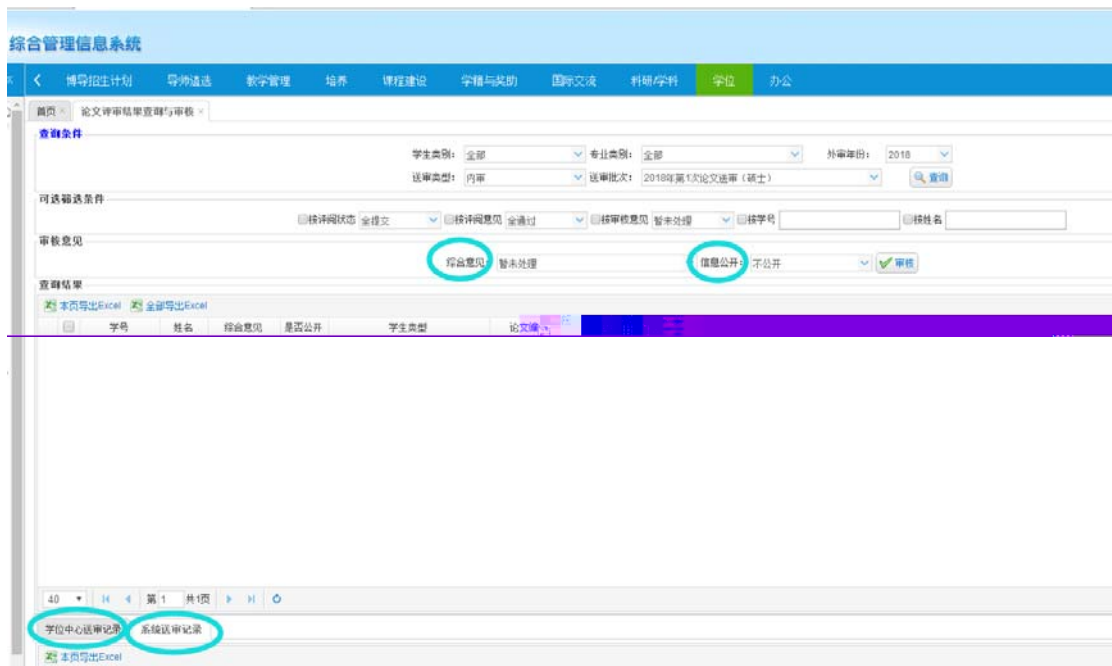 综合管理信息系统
博导招生计划 导师遴选 教学管理 培养 课程建设 学籍与奖助 国际交流 科研/学科 学位 办公
首页 × 论文评审结果查询与审核 ×
查询条件
学生类别: 全部 专业类别: 全部 外审年份: 2018
送审类型: 内审 送审批次: 2018年第1次论文送审(硕士) 查询
可选筛选条件
按评阅状态 全提交 按评阅意见 全通过 按审核意见 暂未处理 按学号 按姓名
审核意见
综合意见: 暂未处理 信息公开: 不公开 审核
查询结果
本页导出Excel 全部导出Excel
学号 姓名 综合意见 是否公开 学生类型 论文编
40 第 1 共1页
学位中心送审记录 系统送审记录
本页导出Excel